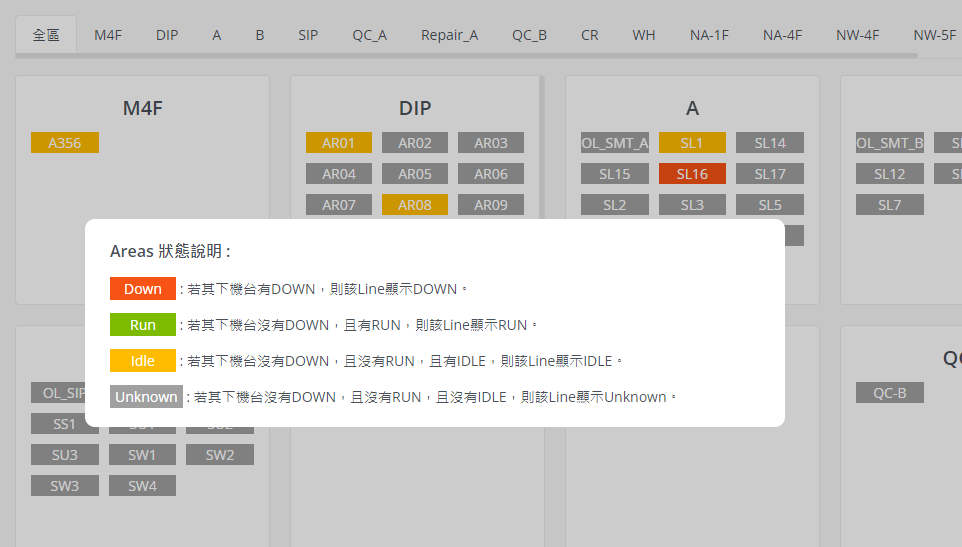 全區 M4F DIP A B SIP QC_A Repair_A QC_B CR WH NA-1F NA-4F NW-4F NW-5F
M4F
A356
DIP
AR01 AR02 AR03
AR04 AR05 AR06
AR07 AR08 AR09
A
OL_SMT_A SL1 SL14
SL15 SL16 SL17
SL2 SL3 SL5
OL_SMT_B
SL12
SL7
Areas 狀態說明 :
Down : 若其下機台有DOWN，則該Line顯示DOWN。
Run : 若其下機台沒有DOWN，且有RUN，則該Line顯示RUN。
Idle : 若其下機台沒有DOWN，且沒有RUN，且有IDLE，則該Line顯示IDLE。
Unknown : 若其下機台沒有DOWN，且沒有RUN，且沒有IDLE，則該Line顯示Unknown。
OL_SIP
SS1
SU3 SW1 SW2
SW3 SW4
QC-B